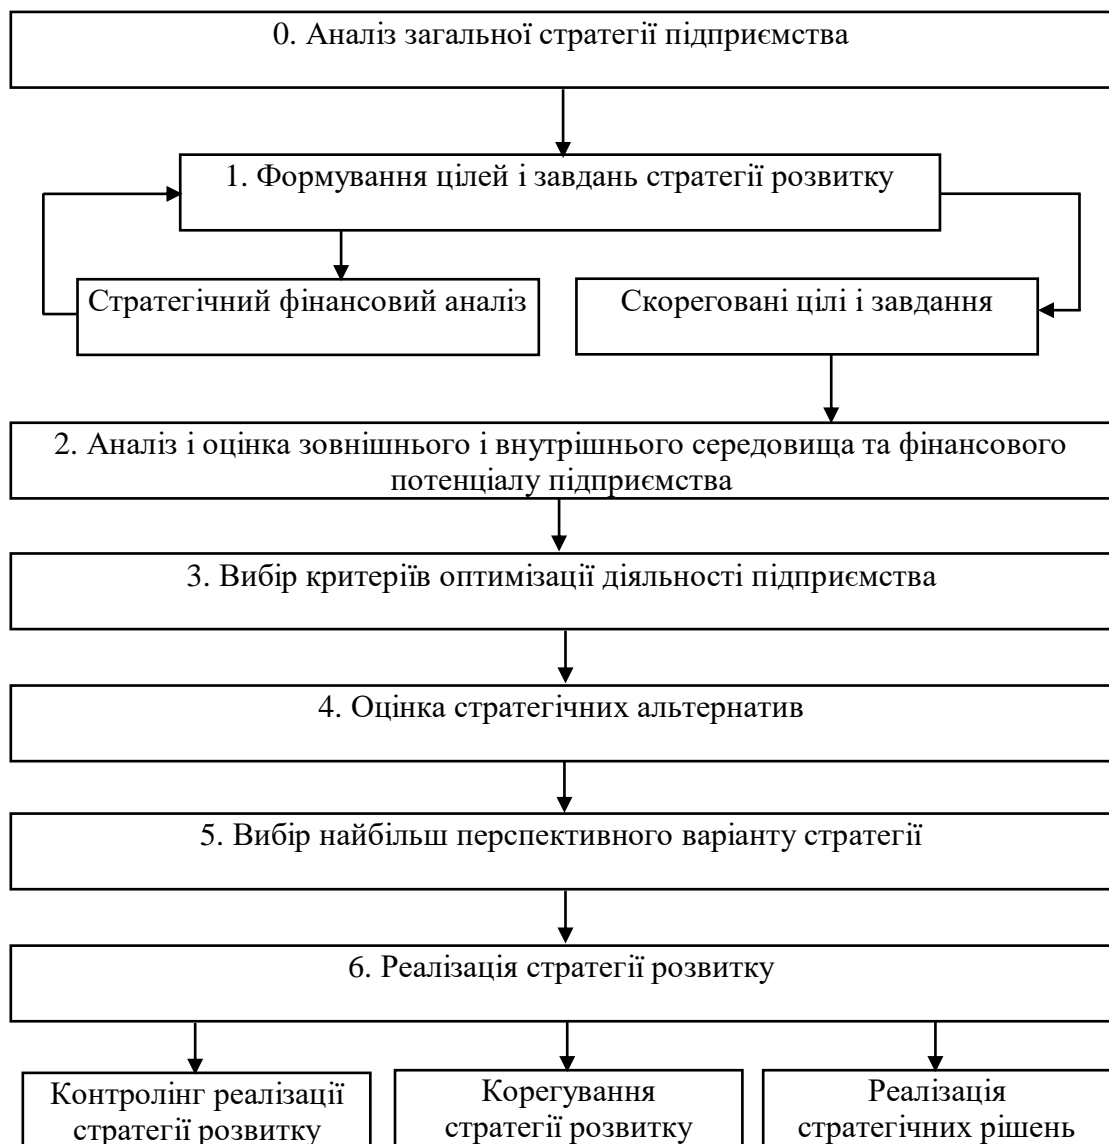 0. Аналіз загальної стратегії підприємства
1. Формування цілей і завдань стратегії розвитку
Стратегічний фінансовий аналіз
Скореговані цілі і завдання
2. Аналіз і оцінка зовнішнього і внутрішнього середовища та фінансового
потенціалу підприємства
3. Вибір критеріїв оптимізації діяльності підприємства
4. Оцінка стратегічних альтернатив
5. Вибір найбільш перспективного варіанту стратегії
6. Реалізація стратегії розвитку
Контролінг реалізації
стратегії розвитку
Корегування
стратегії розвитку
Реалізація
стратегічних рішень